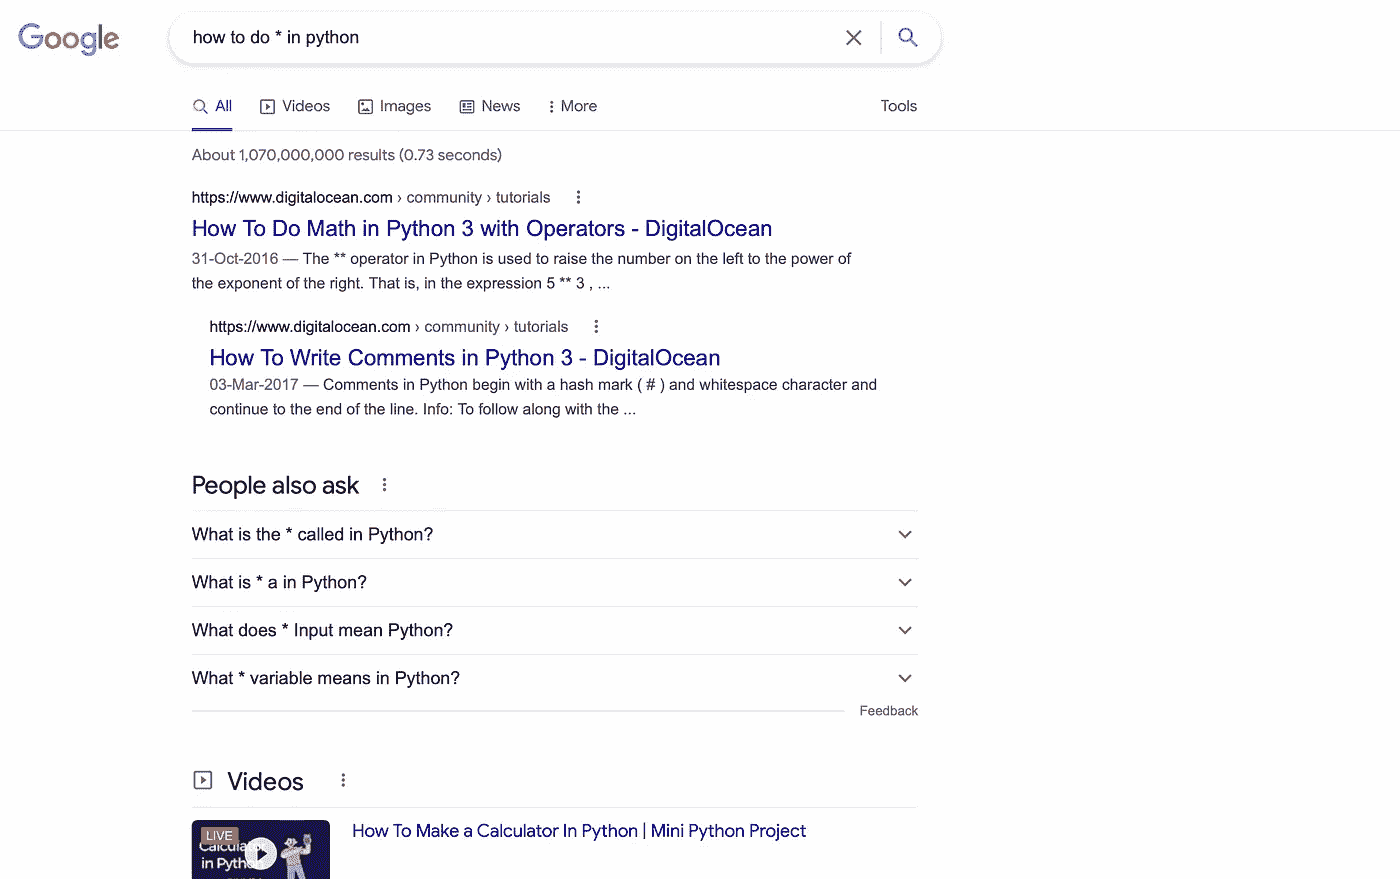 Google
how to do * in python
All Videos Images News More Tools
About 1,070,000,000 results (0.73 seconds)
https://www.digitalocean.com › community › tutorials
How To Do Math in Python 3 with Operators - DigitalOcean
31-Oct-2016 — The ** operator in Python is used to raise the number on the left to the power of
the exponent of the right. That is, in the expression 5 ** 3 , ...
https://www.digitalocean.com › community › tutorials
How To Write Comments in Python 3 - DigitalOcean
03-Mar-2017 — Comments in Python begin with a hash mark ( # ) and whitespace character and
continue to the end of the line. Info: To follow along with the ...
People also ask
What is the * called in Python?
What is * a in Python?
What does * Input mean Python?
What * variable means in Python?
Feedback
Videos
LIVE
Calculator
in Python
How To Make a Calculator In Python | Mini Python Project